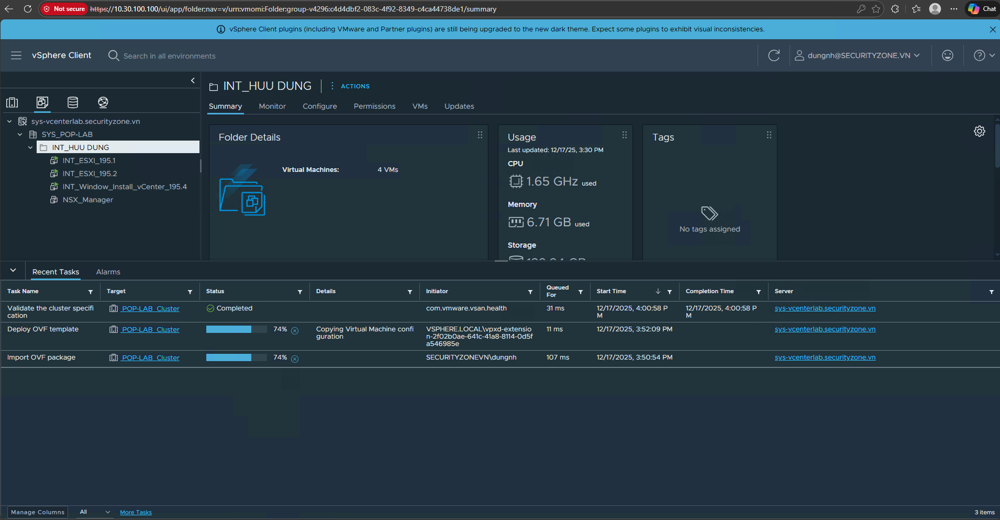 Not secure
https://10.30.100.100/ui/app/folder;nav=v/urn:vmomi:Folder:group-v4296:c4d4dbf2-083c-4f92-8349-c4ca44738de1/summary
Chat
vSphere Client plugins (including VMware and Partner plugins) are still being upgraded to the new dark theme. Expect some plugins to exhibit visual inconsistencies.
vSphere Client
Search in all environments
dungnh@SECURITYZONE.VN
INT_HUU DUNG
ACTIONS
Summary
Monitor
Configure
Permissions
VMs
Updates
sys-vcenterlab.securityzone.vn
SYS_POP-LAB
INT_HUU DUNG
INT_ESXI_195.1
INT_ESXI_195.2
INT_Window_Install_vCenter_195.4
NSX_Manager
Folder Details
Virtual Machines:
4 VMs
Usage
Last updated: 12/17/25, 3:30 PM
CPU
1.65 GHz used
Memory
6.71 GB used
Storage
Tags
No tags assigned
Recent Tasks
Alarms
Task Name
Target
Status
Details
Initiator
Queued
For
Start Time
Completion Time
Server
Validate the cluster specifi
cation
POP-LAB_Cluster
Completed
com.vmware.vsan.health
31 ms
12/17/2025, 4:00:58 P
M
12/17/2025, 4:00:58 P
M
sys-vcenterlab.securityzone.vn
Deploy OVF template
POP-LAB_Cluster
74%
Copying Virtual Machine confi
guration
VSPHERE.LOCAL\vpxd-extensio
n-2f02b0ae-641c-41a8-8114-0d5f
a546985e
11 ms
12/17/2025, 3:52:09 PM
sys-vcenterlab.securityzone.vn
Import OVF package
POP-LAB_Cluster
74%
SECURITYZONEVN\dungnh
107 ms
12/17/2025, 3:50:54 PM
sys-vcenterlab.securityzone.vn
Manage Columns
All
More Tasks
3 items